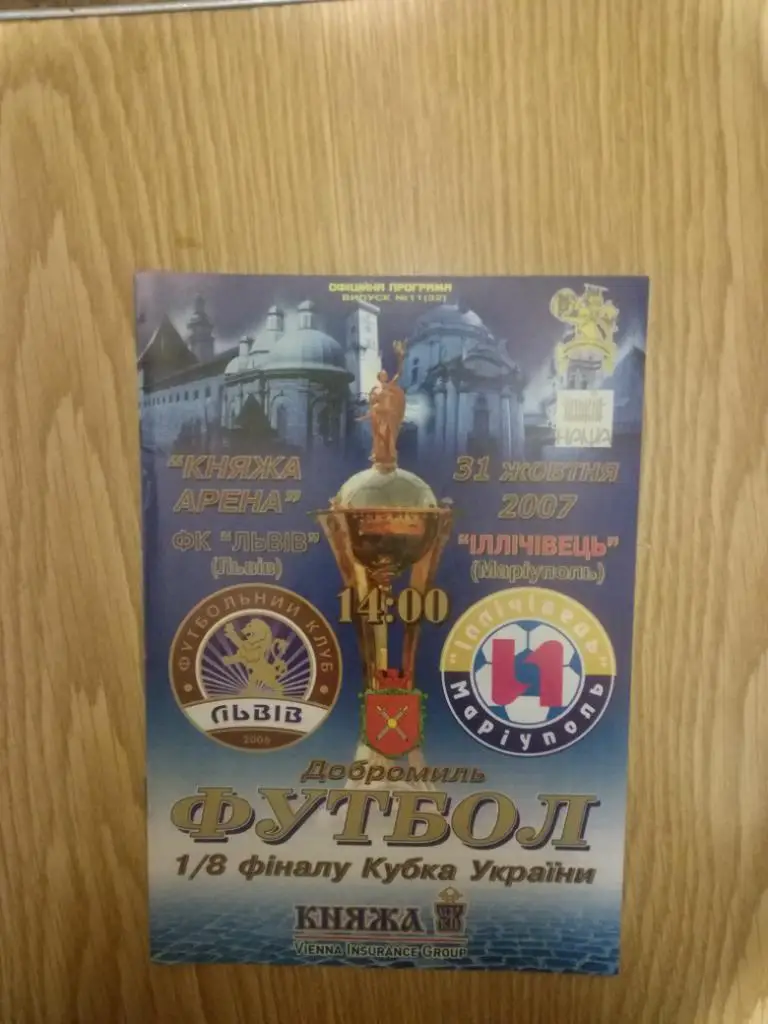 ОФІЦІЙНА ПРОГРАМА
ВИПУСК №11(32)
"КНЯЖА
АРЕНА"
31 ЖОВТНЯ
2007
ФК "ЛЬВІВ"
(Львів)
"ІЛЛІЧІВЕЦЬ"
(Маріуполь)
14:00
ФУТБОЛЬНИЙ КЛУБ
ЛЬВІВ
2006
"Іллічівець"
И
Маріуполь
Добромиль
ФУТБОЛ
1/8 фіналу Кубка України
КНЯЖА
VIENNA INSURANCE GROUP